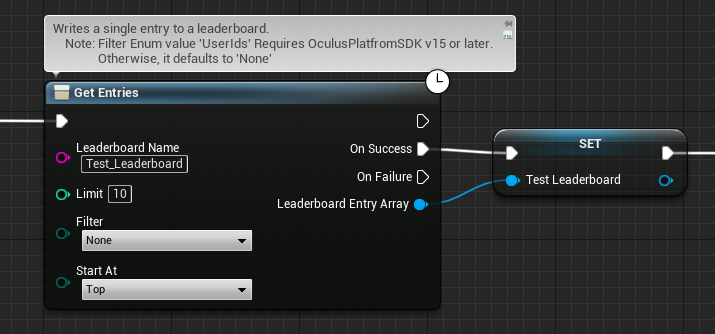 Writes a single entry to a leaderboard.
Note: Filter Enum value 'UserIds' Requires OculusPlatfromSDK v15 or later.
Otherwise, it defaults to 'None'
Get Entries
Leaderboard Name
Test_Leaderboard
Limit 10
Filter
None
Start At
Top
On Success
On Failure
Leaderboard Entry Array
SET
Test Leaderboard